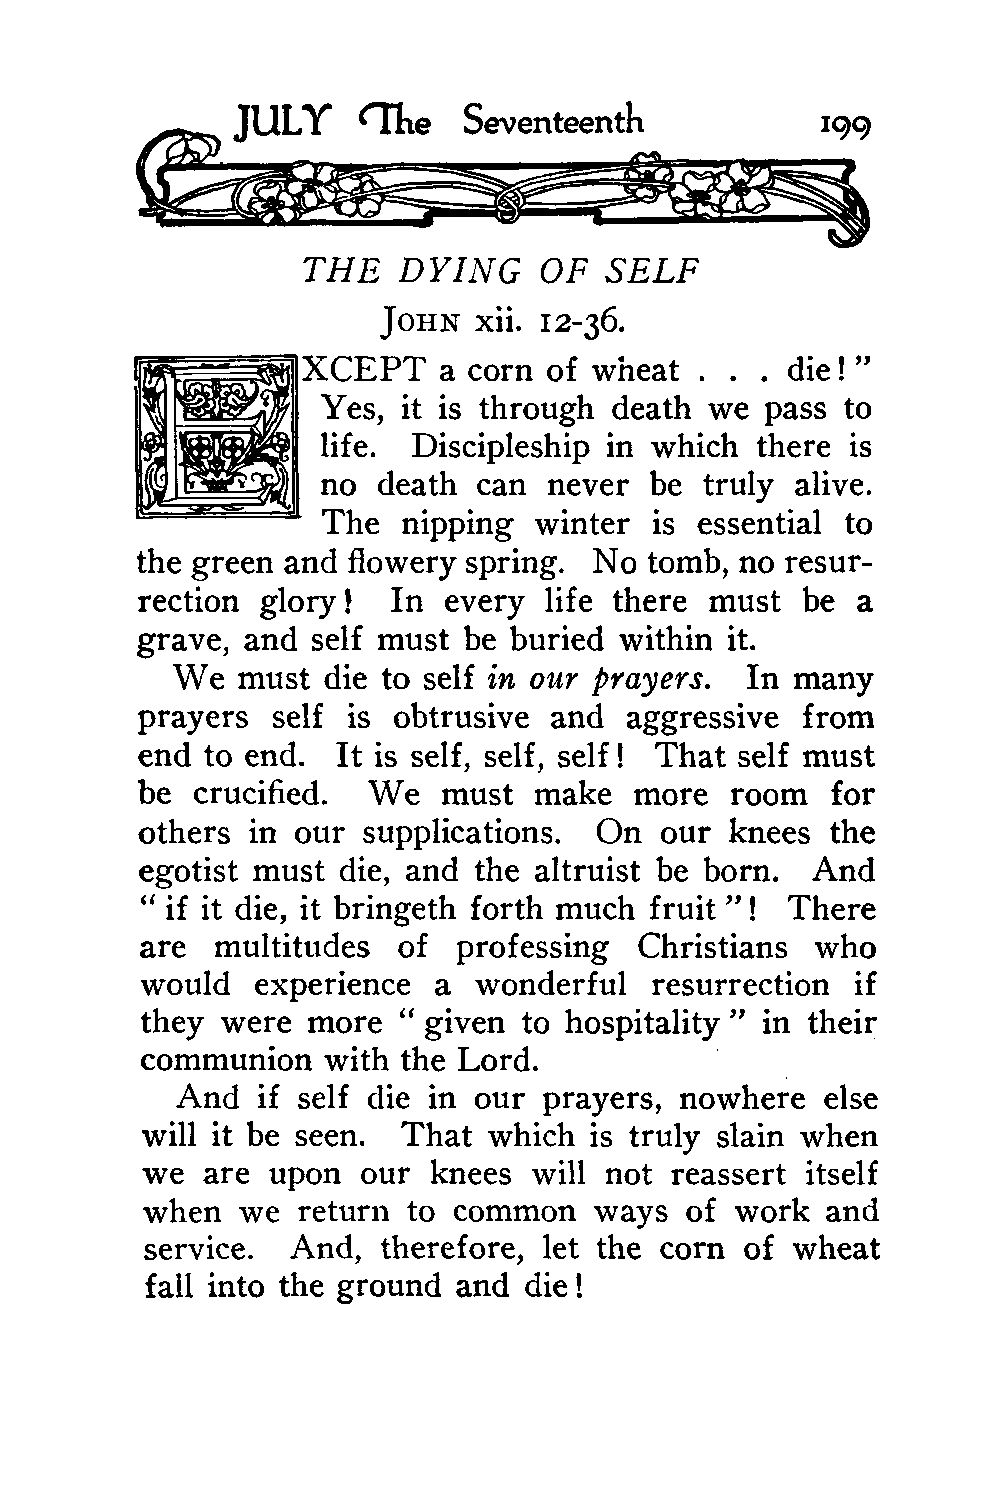 JULY The Seventeenth 199
THE DYING OF SELF
JOHN xii. 12-36.
EXCEPT a corn of wheat . . . die! ”
Yes, it is through death we pass to
life. Discipleship in which there is
no death can never be truly alive.
The nipping winter is essential to
the green and flowery spring. No tomb, no resur-
rection glory! In every life there must be a
grave, and self must be buried within it.
We must die to self in our prayers. In many
prayers self is obtrusive and aggressive from
end to end. It is self, self, self! That self must
be crucified. We must make more room for
others in our supplications. On our knees the
egotist must die, and the altruist be born. And
“ if it die, it bringeth forth much fruit ”! There
are multitudes of professing Christians who
would experience a wonderful resurrection if
they were more “ given to hospitality ” in their
communion with the Lord.
And if self die in our prayers, nowhere else
will it be seen. That which is truly slain when
we are upon our knees will not reassert itself
when we return to common ways of work and
service. And, therefore, let the corn of wheat
fall into the ground and die!